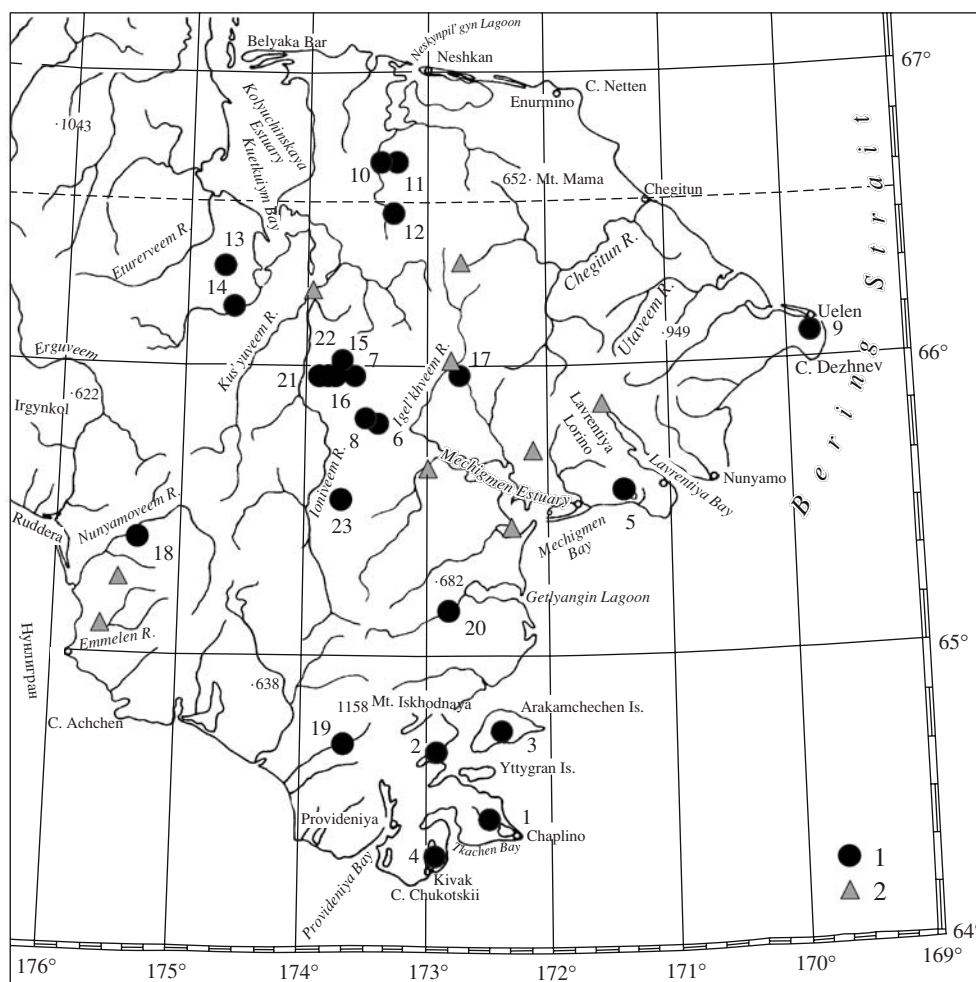 Neskynpil' gyn Lagoon
Belyaka Bar
Neshkan
67°
C. Netten
Enurmino
Kolyuchinskaya
Estuary
Kuetkuiym Bay
·1043
10
11
652· Mt. Mama
Chegitun
12
Eturerveem R.
13
14
Chegitun R.
Utaveem R.
Bering Strait
Uelen
9
·949
C. Dezhnev
66°
Erguveem
Kus'yuveem R.
22
15
7
21
16
Igel'khveem R.
17
Irgynkol
·622
8
6
Lavrentiya
Lorino
Mechigmen Estuary
Lavrentiya Bay
Nunyamo
Ioniveem R.
23
5
Mechigmen
Bay
Ruddera
Nunyamoveem R.
18
·682
Getlyangin Lagoon
20
65°
Emmelen R.
Нунлигран
·638
C. Achchen
1158
Mt. Iskhodnaya
Arakamchechen Is.
19
2
3
Yttygran Is.
Provideniya
1
Chaplino
Tkachen Bay
4
Kivak
C. Chukotskii
Provideniya Bay
1
2
64°
176°
175°
174°
173°
172°
171°
170°
169°